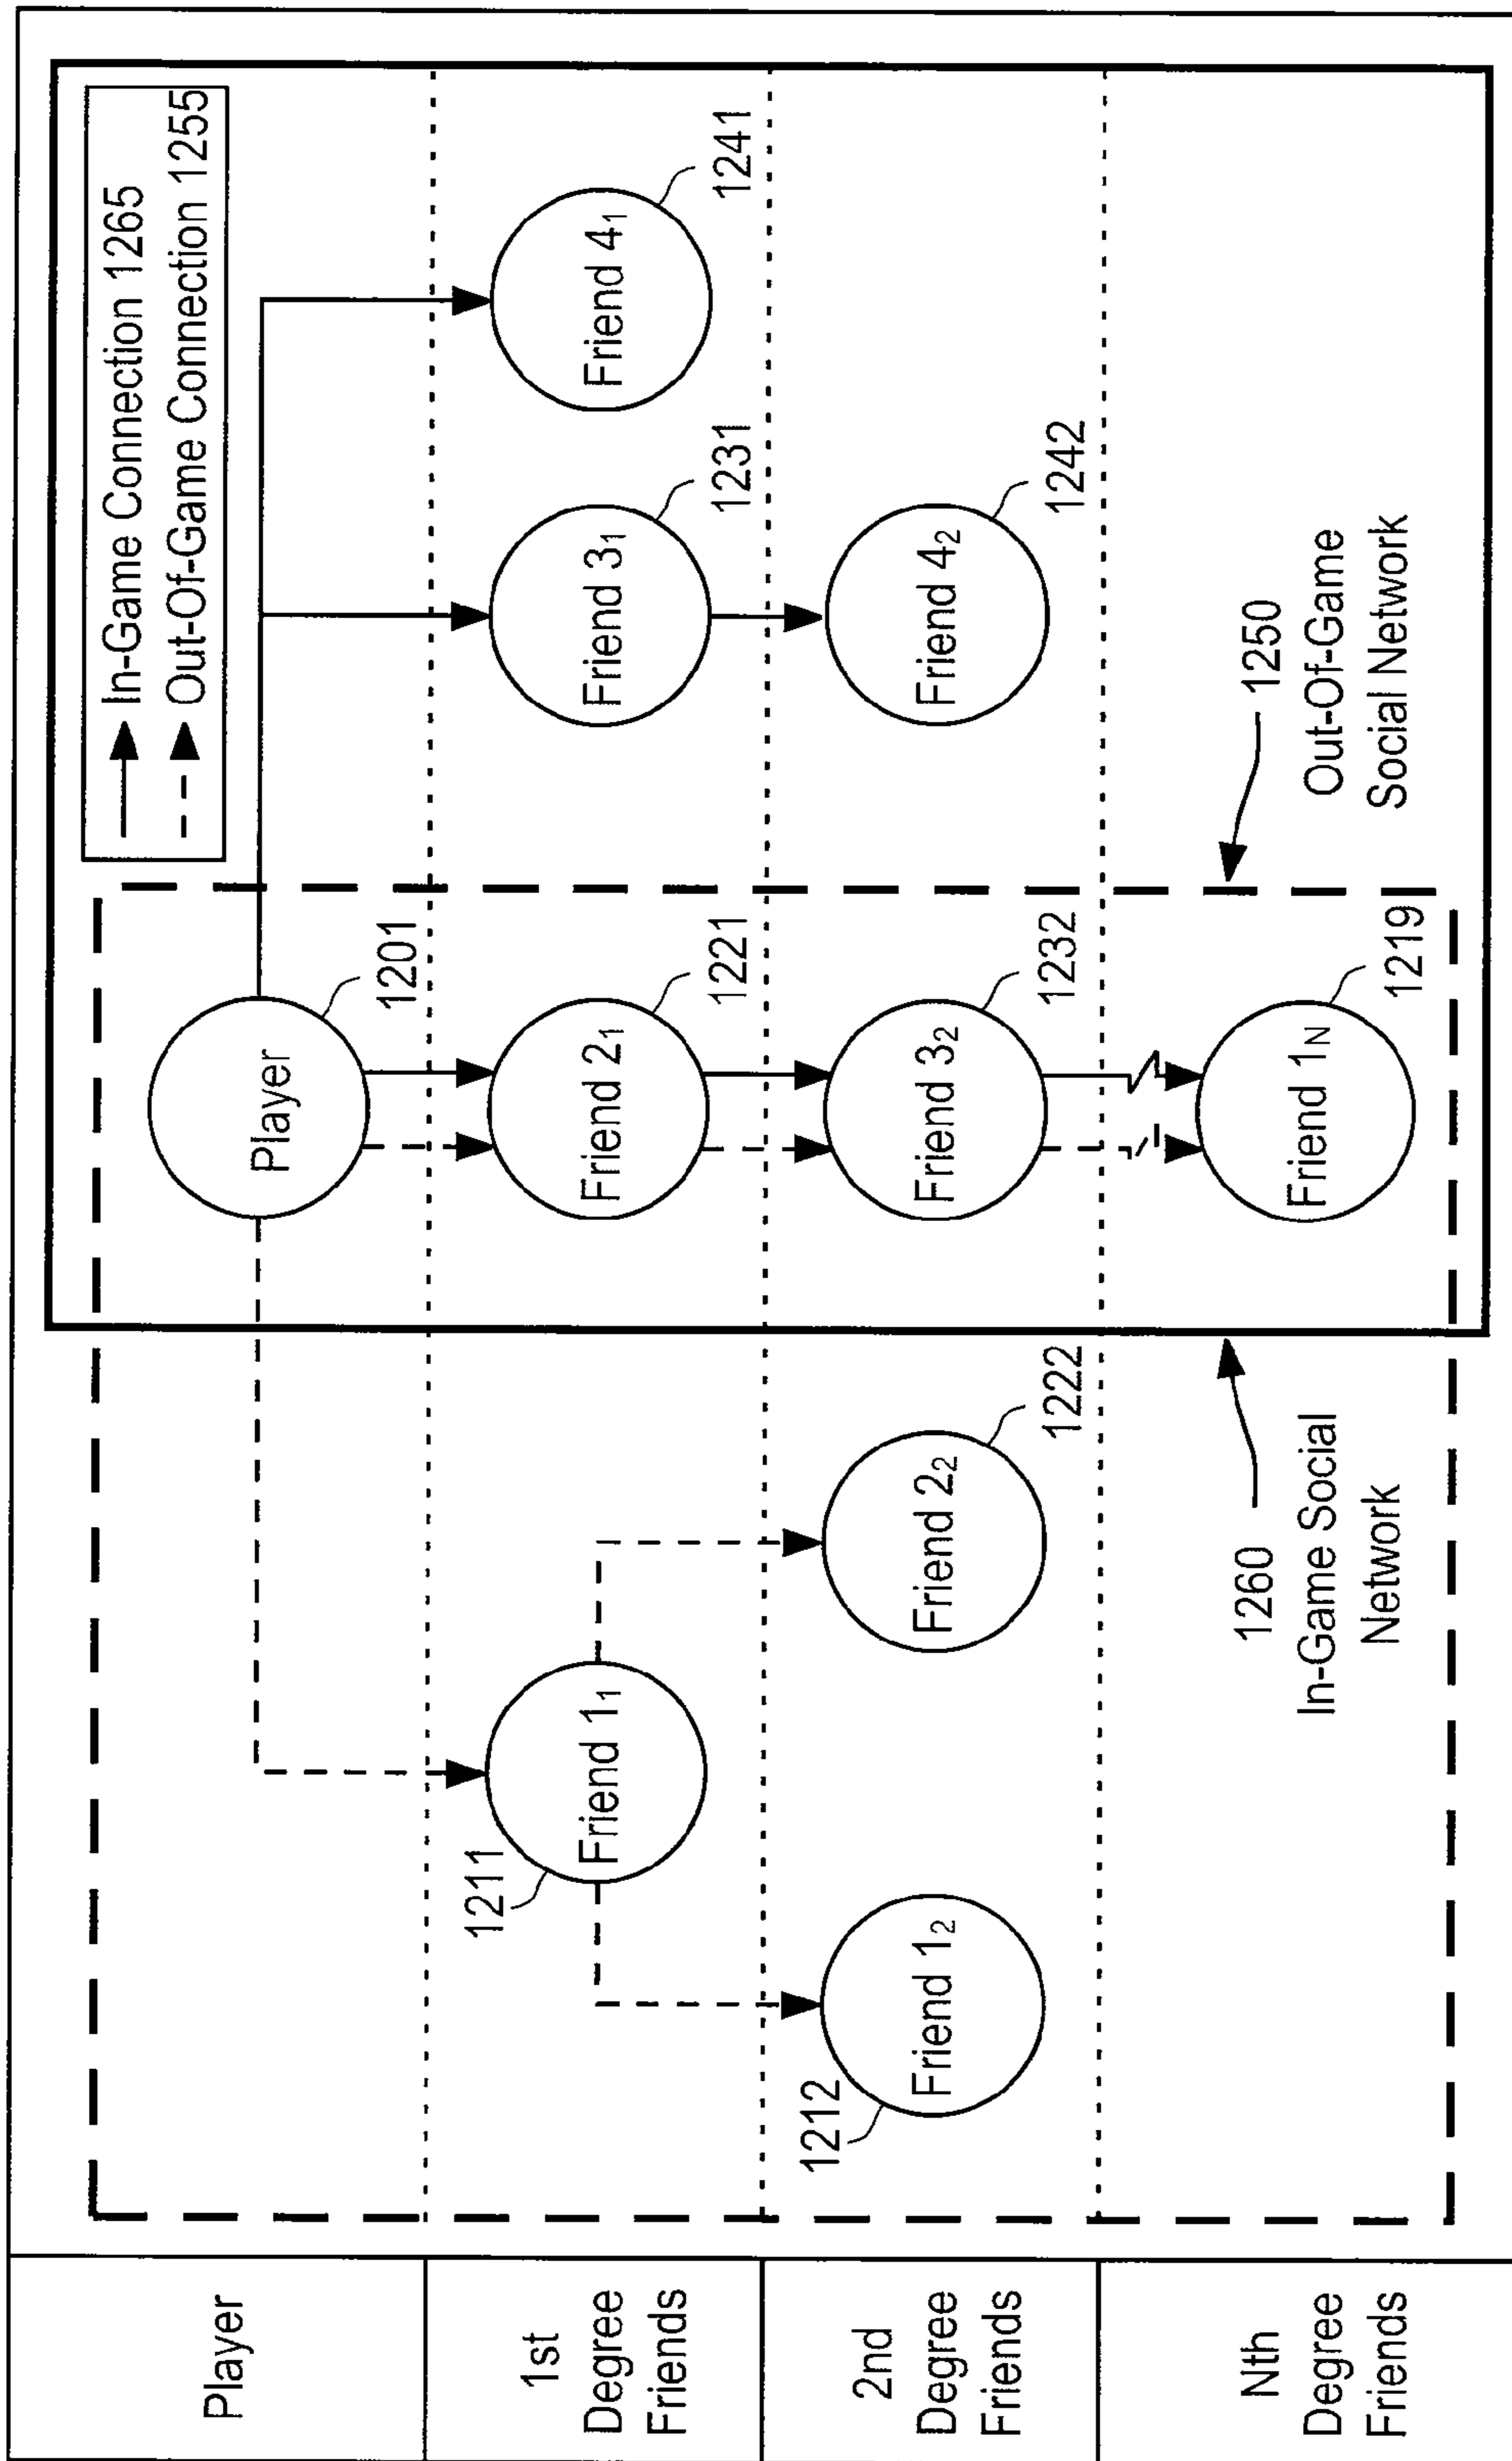 Player
1st
Degree
Friends
2nd
Degree
Friends
Nth
Degree
Friends
In-Game Connection 1265
Out-Of-Game Connection 1255
Player
1201
1211
Friend 1₁
Friend 2₁
1221
Friend 3₁
1231
Friend 4₁
1241
1212
Friend 1₂
Friend 2₂
1222
Friend 3₂
1232
Friend 4₂
1242
1260
In-Game Social
Network
Friend 1N
1219
1250
Out-Of-Game
Social Network